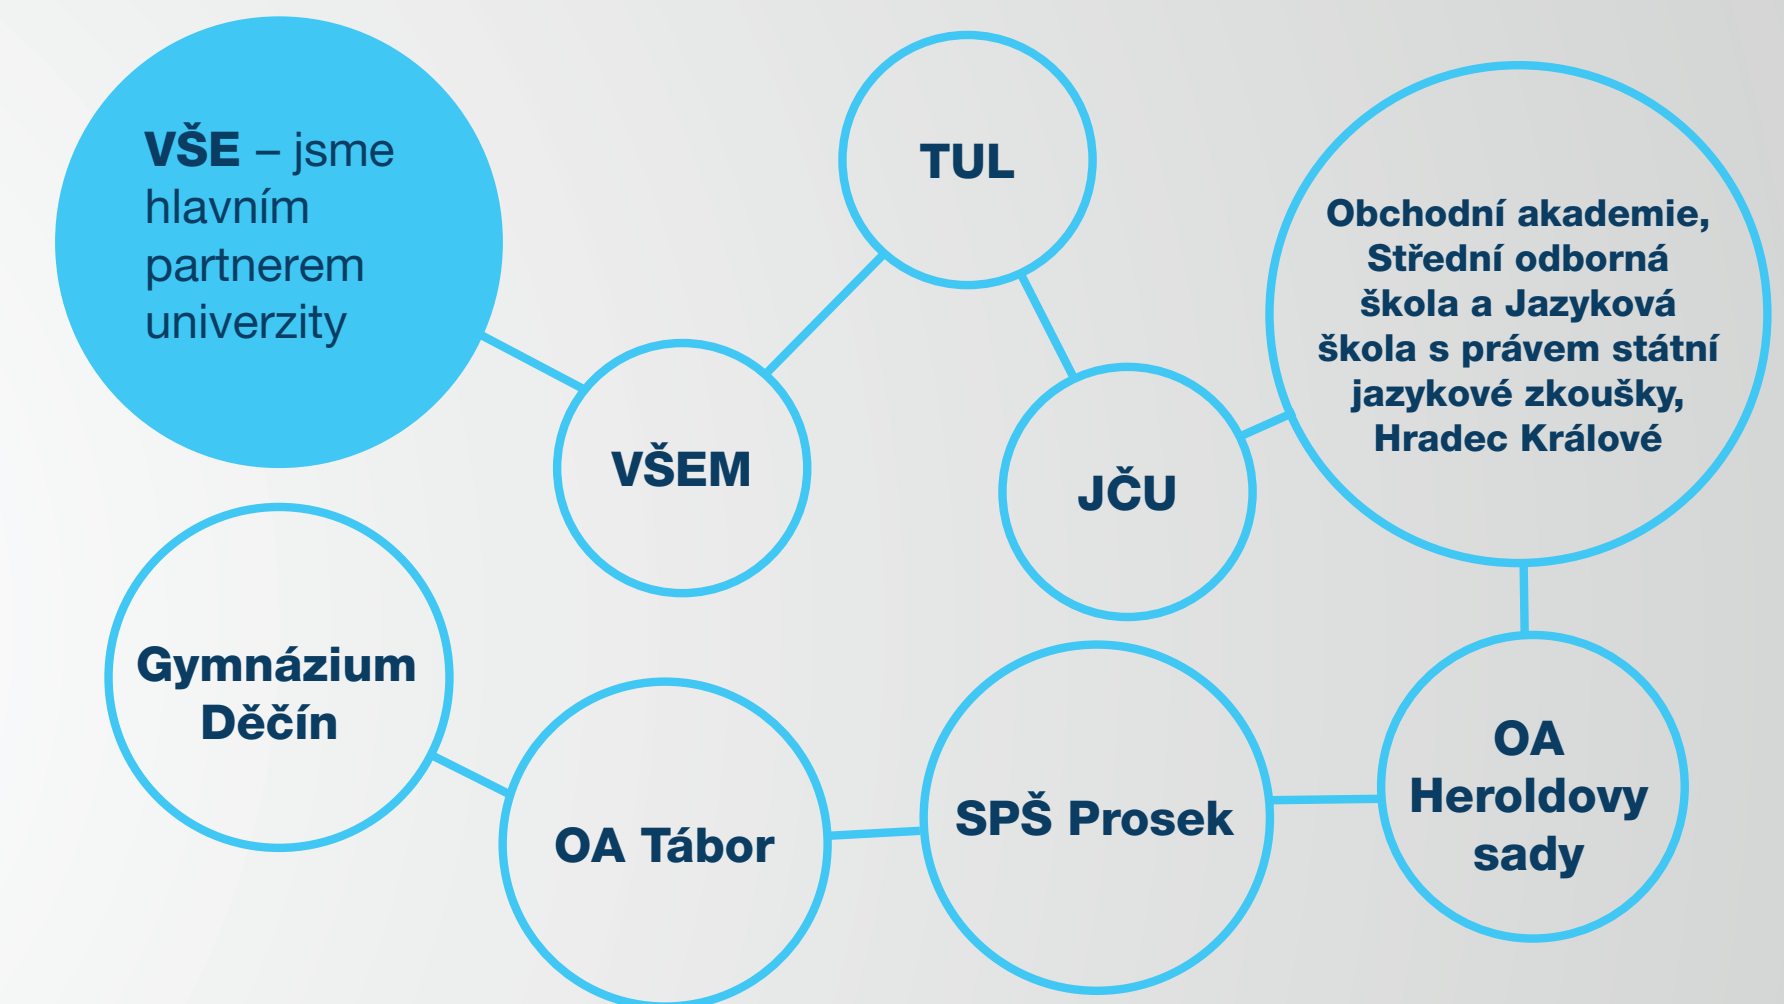 VŠE – jsme
hlavním
partnerem
univerzity
VŠEM
TUL
JČU
Obchodní akademie,
Střední odborná
škola a Jazyková
škola s právem státní
jazykové zkoušky,
Hradec Králové
OA
Heroldovy
sady
SPŠ Prosek
OA Tábor
Gymnázium
Děčín